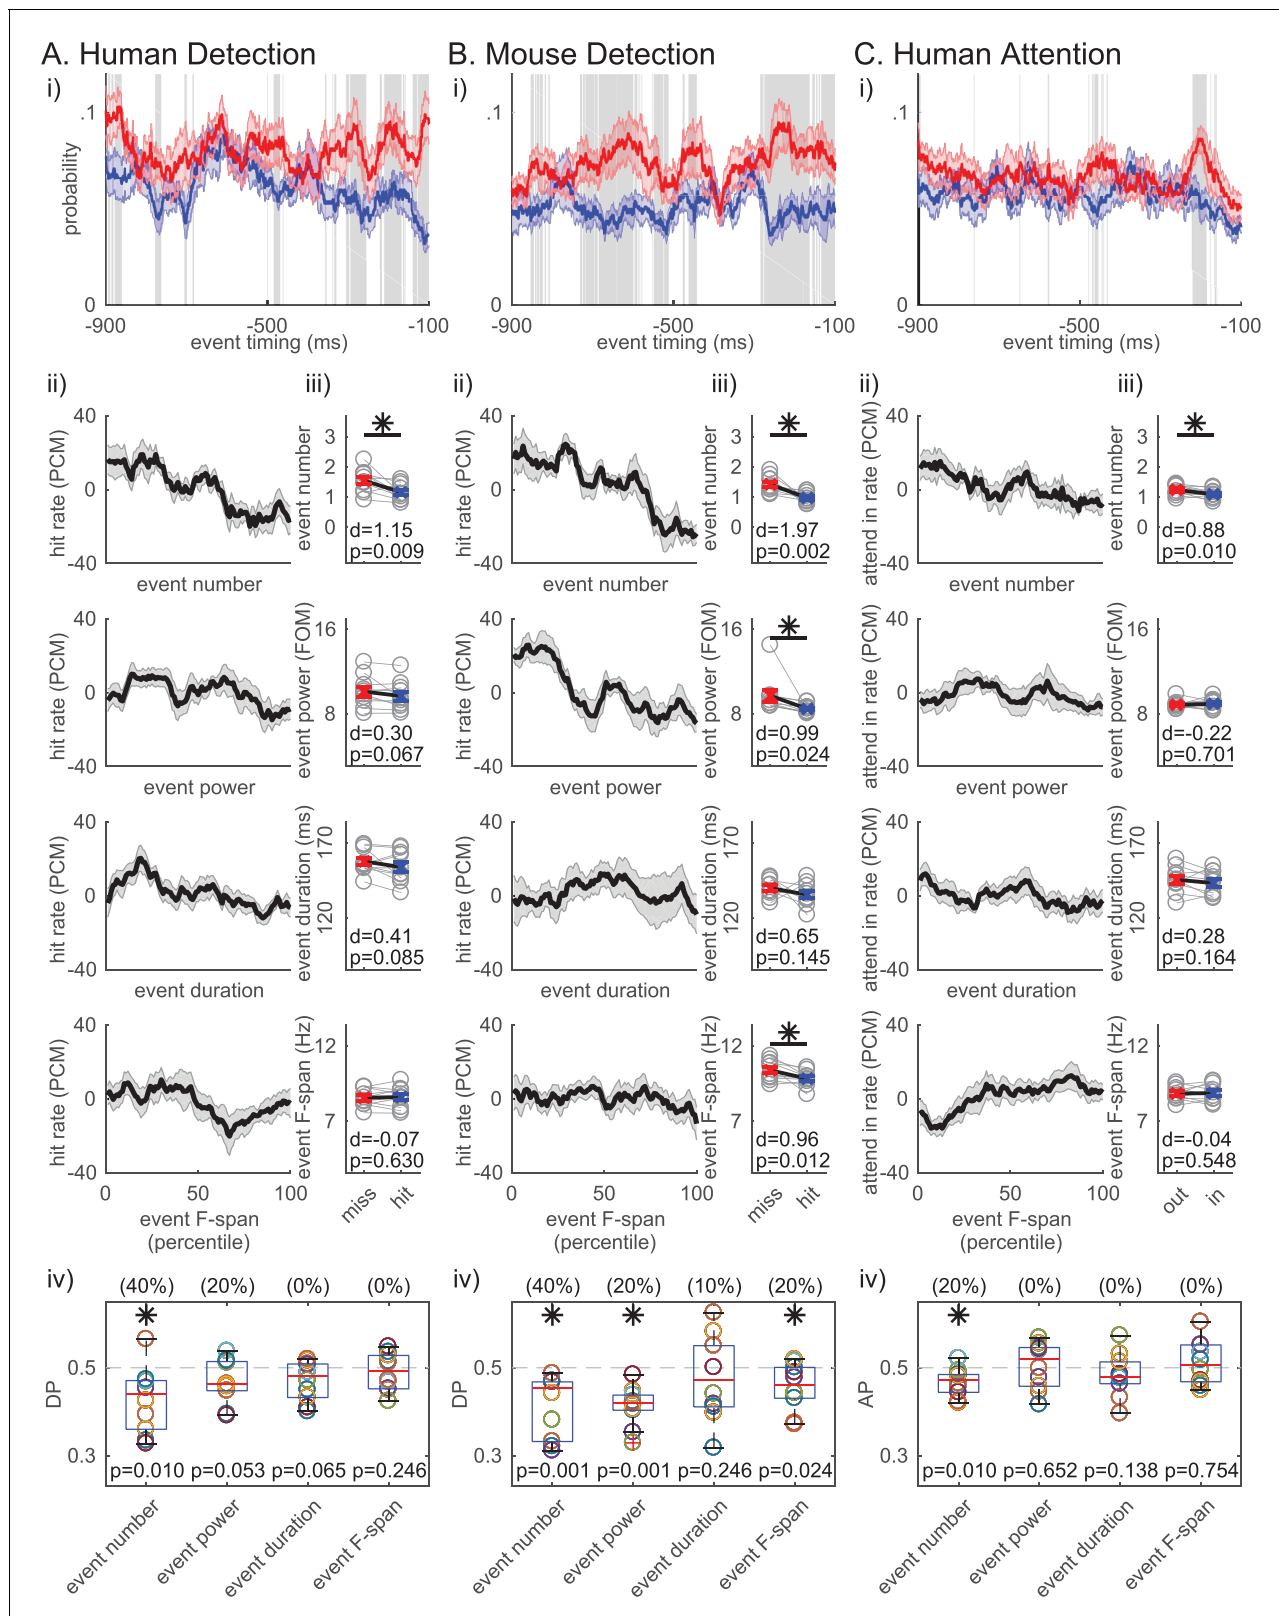 A. Human Detection
B. Mouse Detection
C. Human Attention
i)
i)
i)
.1
.1
.1
probability
0
0
0
-900
-500
-100
-900
-500
-100
-900
-500
-100
event timing (ms)
event timing (ms)
event timing (ms)
ii)
iii)
ii)
iii)
ii)
iii)
40
0
-40
hit rate (PCM)
event number
event number
3
2
1
0
d=1.15
p=0.009
40
0
-40
hit rate (PCM)
event number
event number
3
2
1
0
d=1.97
p=0.002
40
0
-40
attend in rate (PCM)
event number
event number
3
2
1
0
d=0.88
p=0.010
40
0
-40
hit rate (PCM)
event power
event power (FOM)
16
8
d=0.30
p=0.067
40
0
-40
hit rate (PCM)
event power
event power (FOM)
16
8
d=0.99
p=0.024
40
0
-40
attend in rate (PCM)
event power
event power (FOM)
16
8
d=-0.22
p=0.701
40
0
-40
hit rate (PCM)
event duration
event duration (ms)
170
120
d=0.41
p=0.085
40
0
-40
hit rate (PCM)
event duration
event duration (ms)
170
120
d=0.65
p=0.145
40
0
-40
attend in rate (PCM)
event duration
event duration (ms)
170
120
d=0.28
p=0.164
40
0
-40
hit rate (PCM)
0
50
100
event F-span
(percentile)
event F-span (Hz)
12
7
d=-0.07
p=0.630
miss
hit
40
0
-40
hit rate (PCM)
0
50
100
event F-span
(percentile)
event F-span (Hz)
12
7
d=0.96
p=0.012
miss
hit
40
0
-40
attend in rate (PCM)
0
50
100
event F-span
(percentile)
event F-span (Hz)
12
7
d=-0.04
p=0.548
out
in
iv)
(40%)
(20%)
(0%)
(0%)
0.5
0.3
DP
p=0.010
p=0.053
p=0.065
p=0.246
event number
event power
event duration
event F-span
iv)
(40%)
(20%)
(10%)
(20%)
0.5
0.3
DP
p=0.001
p=0.001
p=0.246
p=0.024
event number
event power
event duration
event F-span
iv)
(20%)
(0%)
(0%)
(0%)
0.5
0.3
AP
p=0.010
p=0.652
p=0.138
p=0.754
event number
event power
event duration
event F-span